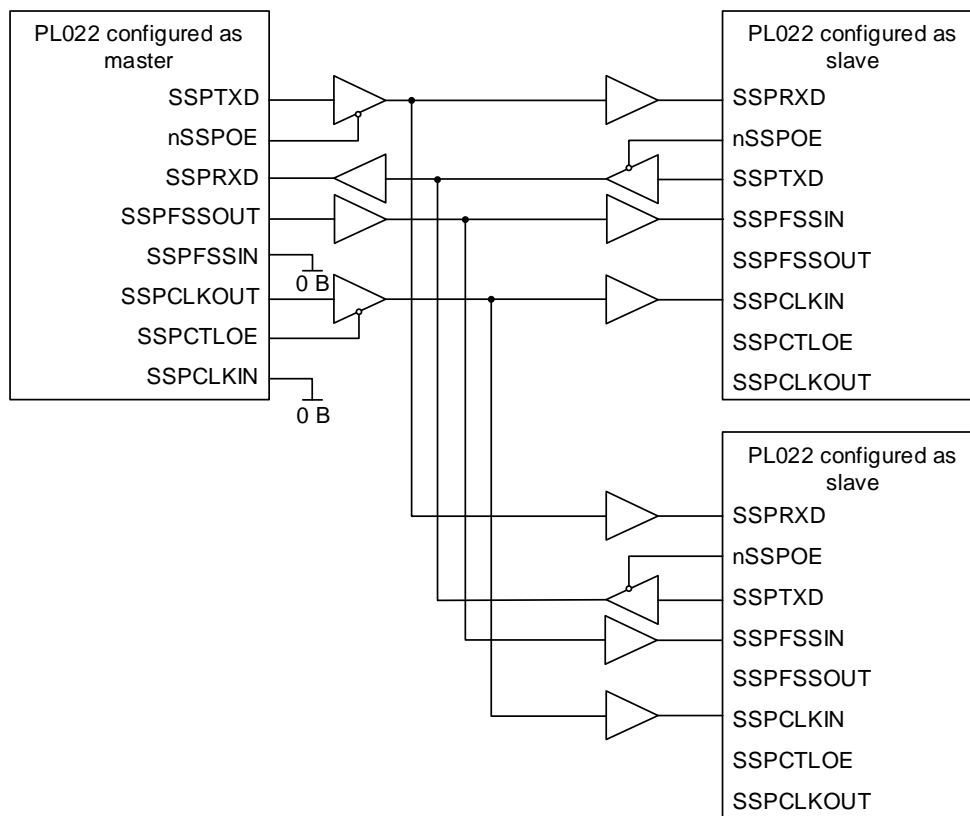 PL022 configured as
master
SSPTXD
nSSPOE
SSPRXD
SSPFSSOUT
SSPFSSIN
0 В
SSPCLKOUT
SSPCTLOE
SSPCLKIN
0 В
PL022 configured as
slave
SSPRXD
nSSPOE
SSPTXD
SSPFSSIN
SSPFSSOUT
SSPCLKIN
SSPCTLOE
SSPCLKOUT
PL022 configured as
slave
SSPRXD
nSSPOE
SSPTXD
SSPFSSIN
SSPFSSOUT
SSPCLKIN
SSPCTLOE
SSPCLKOUT